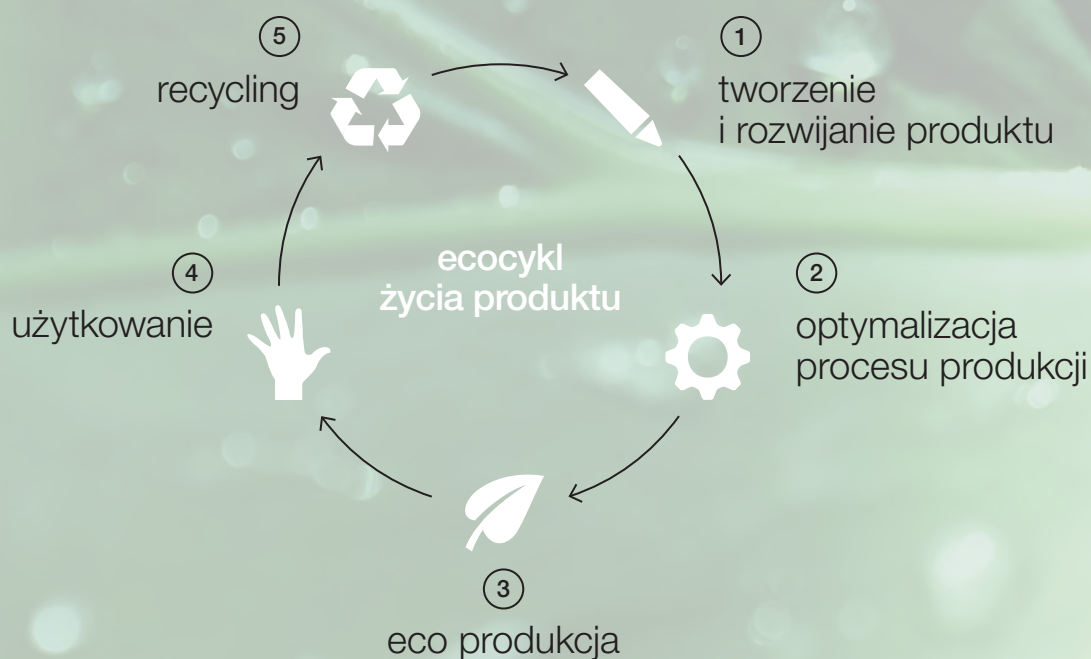 ecocykl
życia produktu
1
tworzenie
i rozwijanie produktu
2
optymalizacja
procesu produkcji
3
eco produkcja
4
użytkowanie
5
recycling